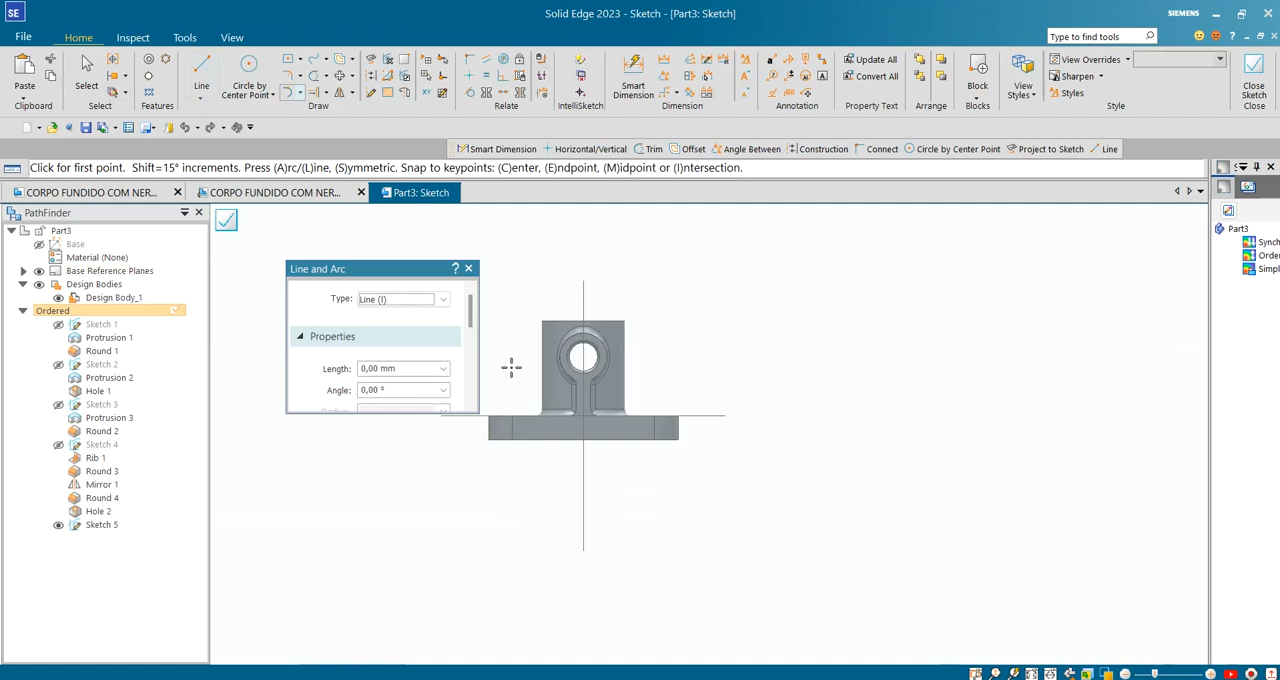 SE
Solid Edge 2023 - Sketch - [Part3: Sketch]
SIEMENS
File
Home
Inspect
Tools
View
Type to find tools
Paste
Clipboard
Select
Select
Features
Line
Circle by
Center Point
Draw
Relate
IntelliSketch
Smart
Dimension
Dimension
Annotation
Update All
Convert All
Property Text
Arrange
Block
Blocks
View
Styles
View Overrides
Sharpen
Styles
Style
Close
Sketch
Close
Smart Dimension
Horizontal/Vertical
Trim
Offset
Angle Between
Construction
Connect
Circle by Center Point
Project to Sketch
Line
Click for first point. Shift=15° increments. Press (A)rc/(L)ine, (S)ymmetric. Snap to keypoints: (C)enter, (E)ndpoint, (M)idpoint or (I)ntersection.
CORPO FUNDIDO COM NER...
CORPO FUNDIDO COM NER...
Part3: Sketch
PathFinder
Part3
Base
Material (None)
Base Reference Planes
Design Bodies
Design Body_1
Ordered
Sketch 1
Protrusion 1
Round 1
Sketch 2
Protrusion 2
Hole 1
Sketch 3
Protrusion 3
Round 2
Sketch 4
Rib 1
Round 3
Mirror 1
Round 4
Hole 2
Sketch 5
Line and Arc
Type:
Line (l)
Properties
Length:
0,00 mm
Angle:
0,00 °
Part3
Synch
Orde
Simpl